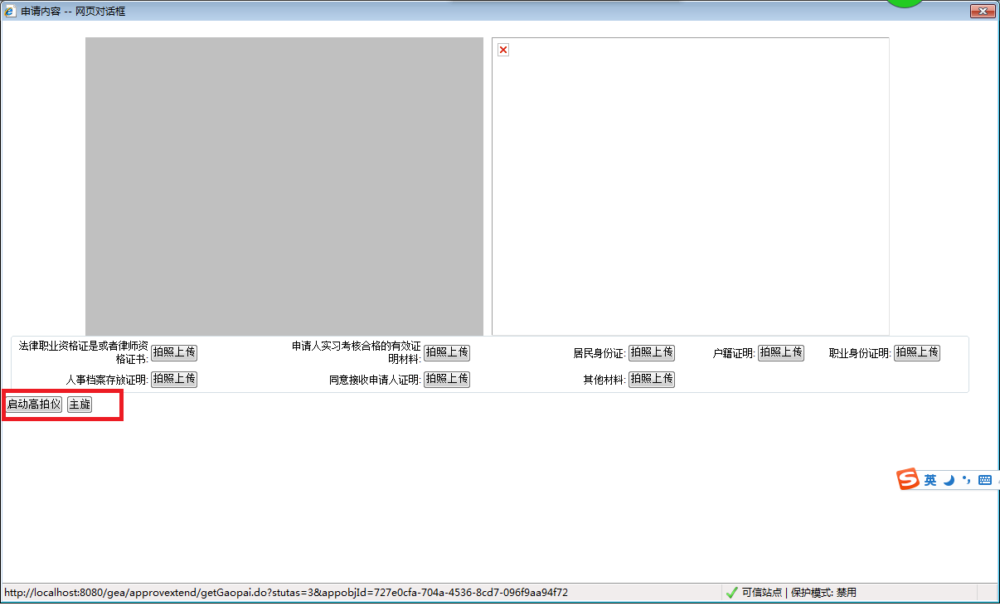 申请内容 -- 网页对话框
法律职业资格证是或者律师资
格证书: 拍照上传
申请人实习考核合格的有效证
明材料: 拍照上传
居民身份证: 拍照上传
户籍证明: 拍照上传
职业身份证明: 拍照上传
人事档案存放证明: 拍照上传
同意接收申请人证明: 拍照上传
其他材料: 拍照上传
启动高拍仪 主旋
英
http://localhost:8080/gea/approvextend/getGaopai.do?stutas=3&appobjId=727e0cfa-704a-4536-8cd7-096f9aa94f72
可信站点 | 保护模式: 禁用